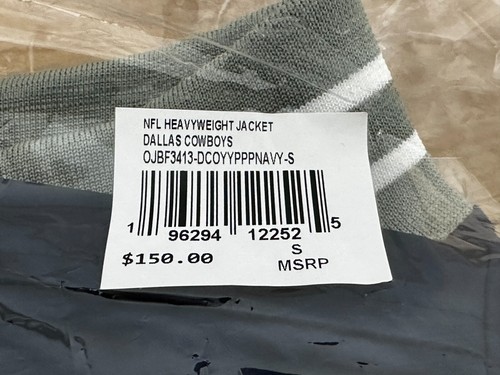 NFL HEAVYWEIGHT JACKET
DALLAS COWBOYS
OJBF3413-DCOYYPPPNAVY-S
1 96294 12252 5
S
$150.00 MSRP